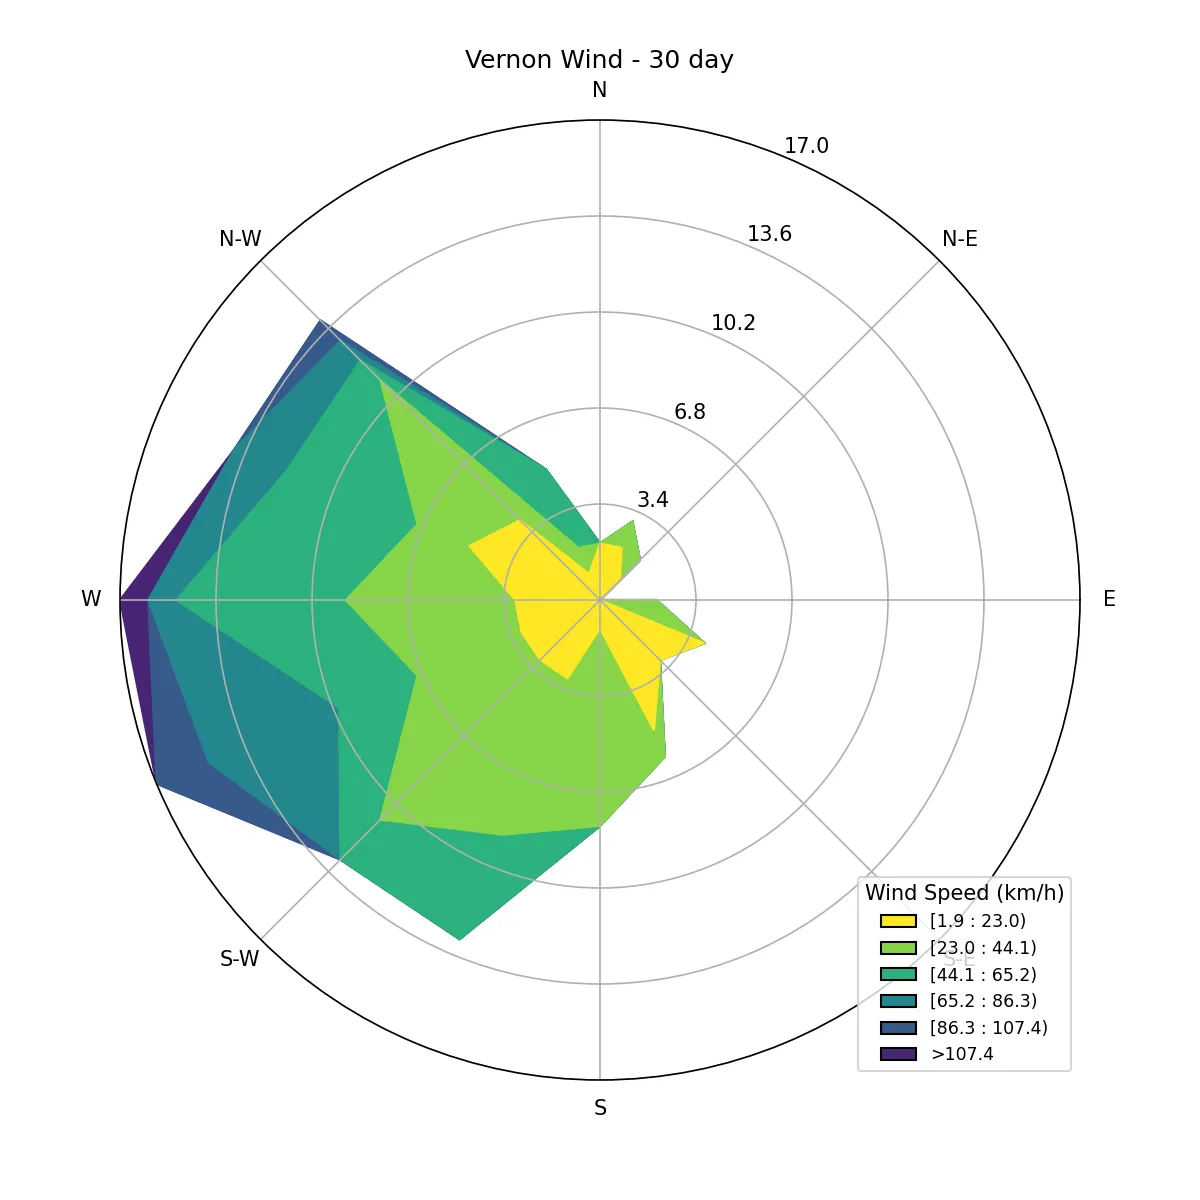 Vernon Wind - 30 day
N
17.0
13.6
N-W
N-E
10.2
6.8
3.4
W
E
Wind Speed (km/h)
[1.9 : 23.0)
[23.0 : 44.1)
S-W
S-E
[44.1 : 65.2)
[65.2 : 86.3)
[86.3 : 107.4)
>107.4
S